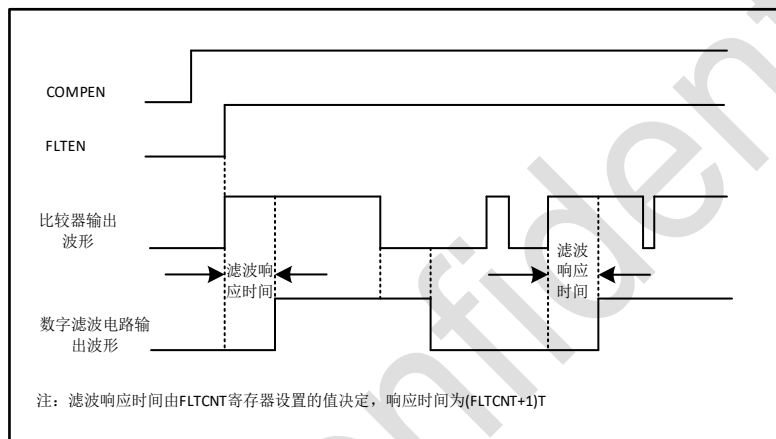 COMPEN
FLTEN
比较器输出
波形
滤波响
应时间
滤波
响应
时间
数字滤波电路输
出波形
注：滤波响应时间由FLTCNT寄存器设置的值决定，响应时间为(FLTCNT+1)T